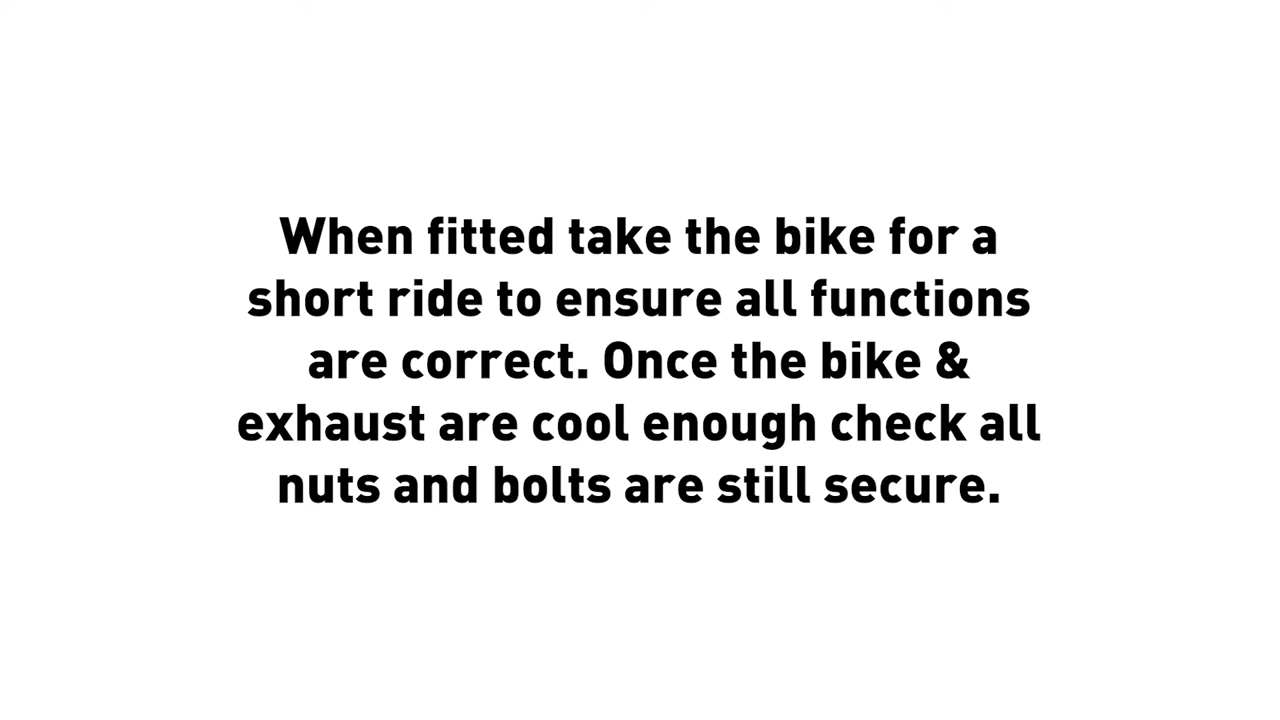 When fitted take the bike for a
short ride to ensure all functions
are correct. Once the bike &
exhaust are cool enough check all
nuts and bolts are still secure.